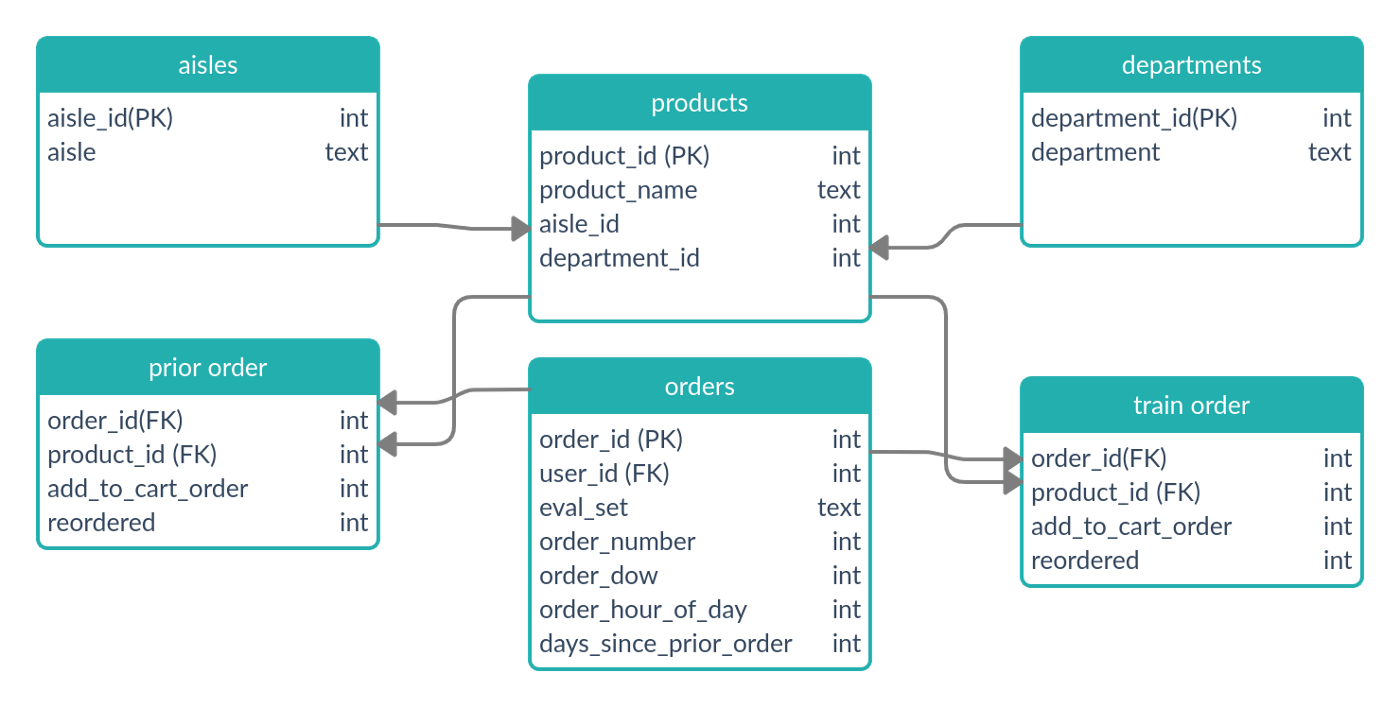 aisles
aisle_id(PK) int
aisle text
products
product_id (PK) int
product_name text
aisle_id int
department_id int
departments
department_id(PK) int
department text
prior order
order_id(FK) int
product_id (FK) int
add_to_cart_order int
reordered int
orders
order_id (PK) int
user_id (FK) int
eval_set text
order_number int
order_dow int
order_hour_of_day int
days_since_prior_order int
train order
order_id(FK) int
product_id (FK) int
add_to_cart_order int
reordered int